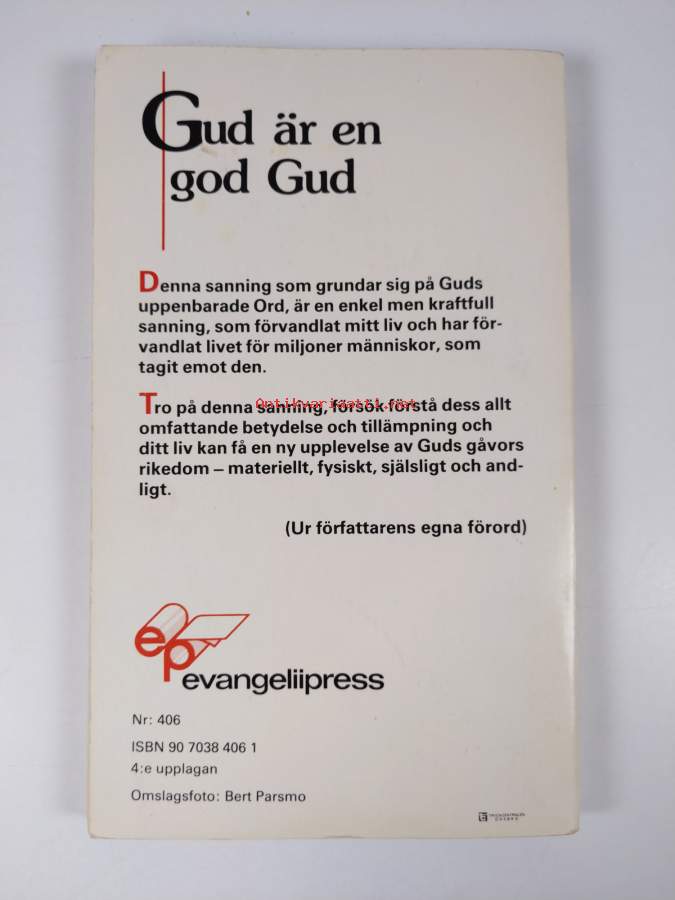 Gud är en
god Gud
Denna sanning som grundar sig på Guds
uppenbarade Ord, är en enkel men kraftfull
sanning, som förvandlat mitt liv och har för-
vandlat livet för miljoner människor, som
tagit emot den.
Tro på denna sanning, försök förstå dess allt
omfattande betydelse och tillämpning och
ditt liv kan få en ny upplevelse av Guds gåvors
rikedom – materiellt, fysiskt, själsligt och and-
ligt.
(Ur författarens egna förord)
ep
evangeliipress
Nr: 406
ISBN 90 7038 406 1
4:e upplagan
Omslagsfoto: Bert Parsmo
Antikvariaatti.net